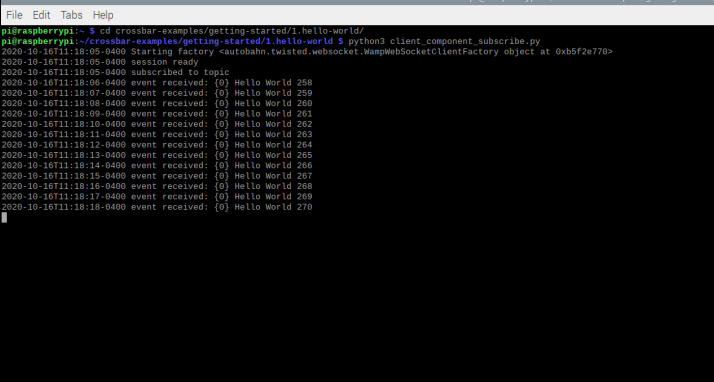 File Edit Tabs Help
pi@raspberrypi:~ $ cd crossbar-examples/getting-started/1.hello-world/
pi@raspberrypi:~/crossbar-examples/getting-started/1.hello-world $ python3 client_component_subscribe.py
2020-10-16T11:18:05-0400 Starting factory <autobahn.twisted.websocket.WampWebSocketClientFactory object at 0xb5f2e770>
2020-10-16T11:18:05-0400 session ready
2020-10-16T11:18:05-0400 subscribed to topic
2020-10-16T11:18:06-0400 event received: {0} Hello World 258
2020-10-16T11:18:07-0400 event received: {0} Hello World 259
2020-10-16T11:18:08-0400 event received: {0} Hello World 260
2020-10-16T11:18:09-0400 event received: {0} Hello World 261
2020-10-16T11:18:10-0400 event received: {0} Hello World 262
2020-10-16T11:18:11-0400 event received: {0} Hello World 263
2020-10-16T11:18:12-0400 event received: {0} Hello World 264
2020-10-16T11:18:13-0400 event received: {0} Hello World 265
2020-10-16T11:18:14-0400 event received: {0} Hello World 266
2020-10-16T11:18:15-0400 event received: {0} Hello World 267
2020-10-16T11:18:16-0400 event received: {0} Hello World 268
2020-10-16T11:18:17-0400 event received: {0} Hello World 269
2020-10-16T11:18:18-0400 event received: {0} Hello World 270